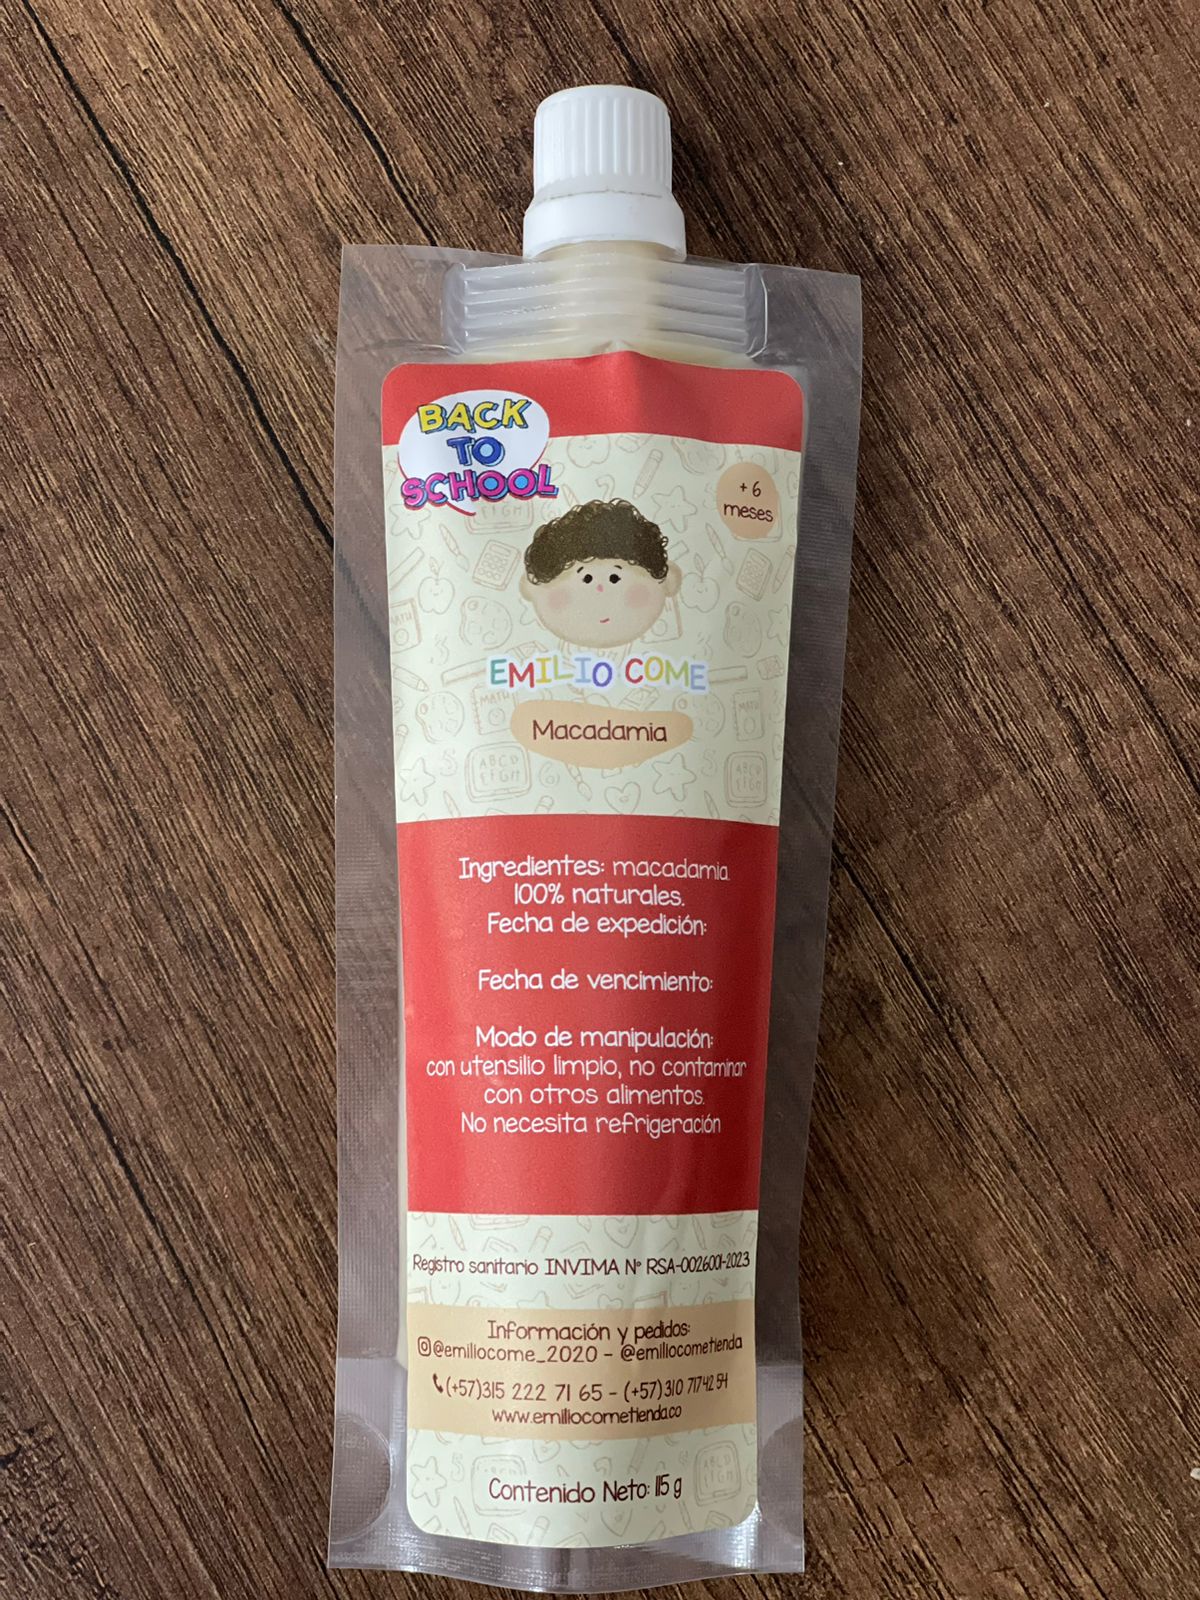 BACK
TO
SCHOOL
+ 6
meses
EMILIO COME
Macadamia
Ingredientes: macadamia.
100% naturales.
Fecha de expedición:
Fecha de vencimiento:
Modo de manipulación:
con utensilio limpio, no contaminar
con otros alimentos.
No necesita refrigeración
Registro sanitario INVIMA N° RSA-0026001-2023
Información y pedidos:
@emiliocome_2020 - @emiliocometienda
(+57)315 222 71 65 - (+57)310 7174254
www.emiliocometienda.co
Contenido Neto: 115 g